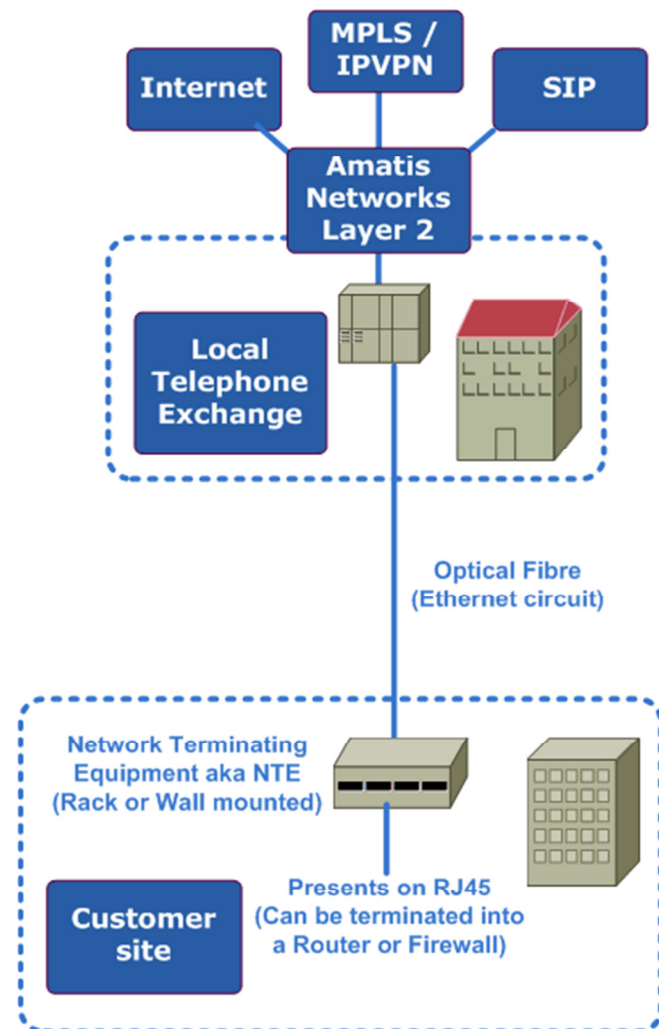 MPLS /
IPVPN
Internet
SIP
Amatis
Networks
Layer 2
Local
Telephone
Exchange
Optical Fibre
(Ethernet circuit)
Network Terminating
Equipment aka NTE
(Rack or Wall mounted)
Presents on RJ45
(Can be terminated into
a Router or Firewall)
Customer
site